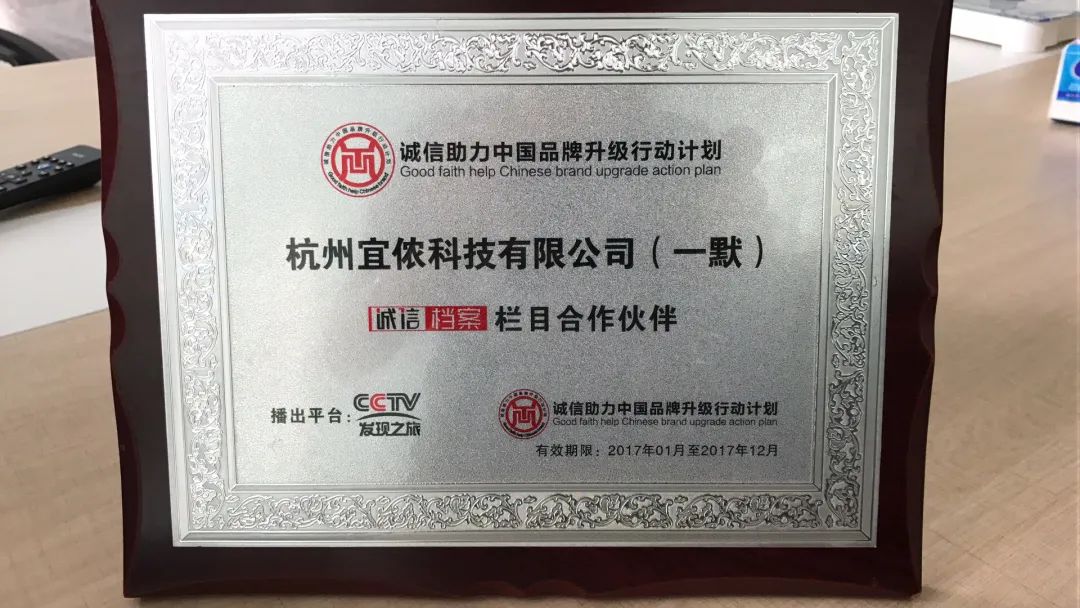 诚信助力中国品牌升级行动计划
Good faith help Chinese brand upgrade action plan
杭州宜侬科技有限公司（一默）
诚信档案栏目合作伙伴
播出平台：CCTV
发现之旅
诚信助力中国品牌升级行动计划
Good faith help Chinese brand upgrade action plan
有效期限：2017年01月至2017年12月